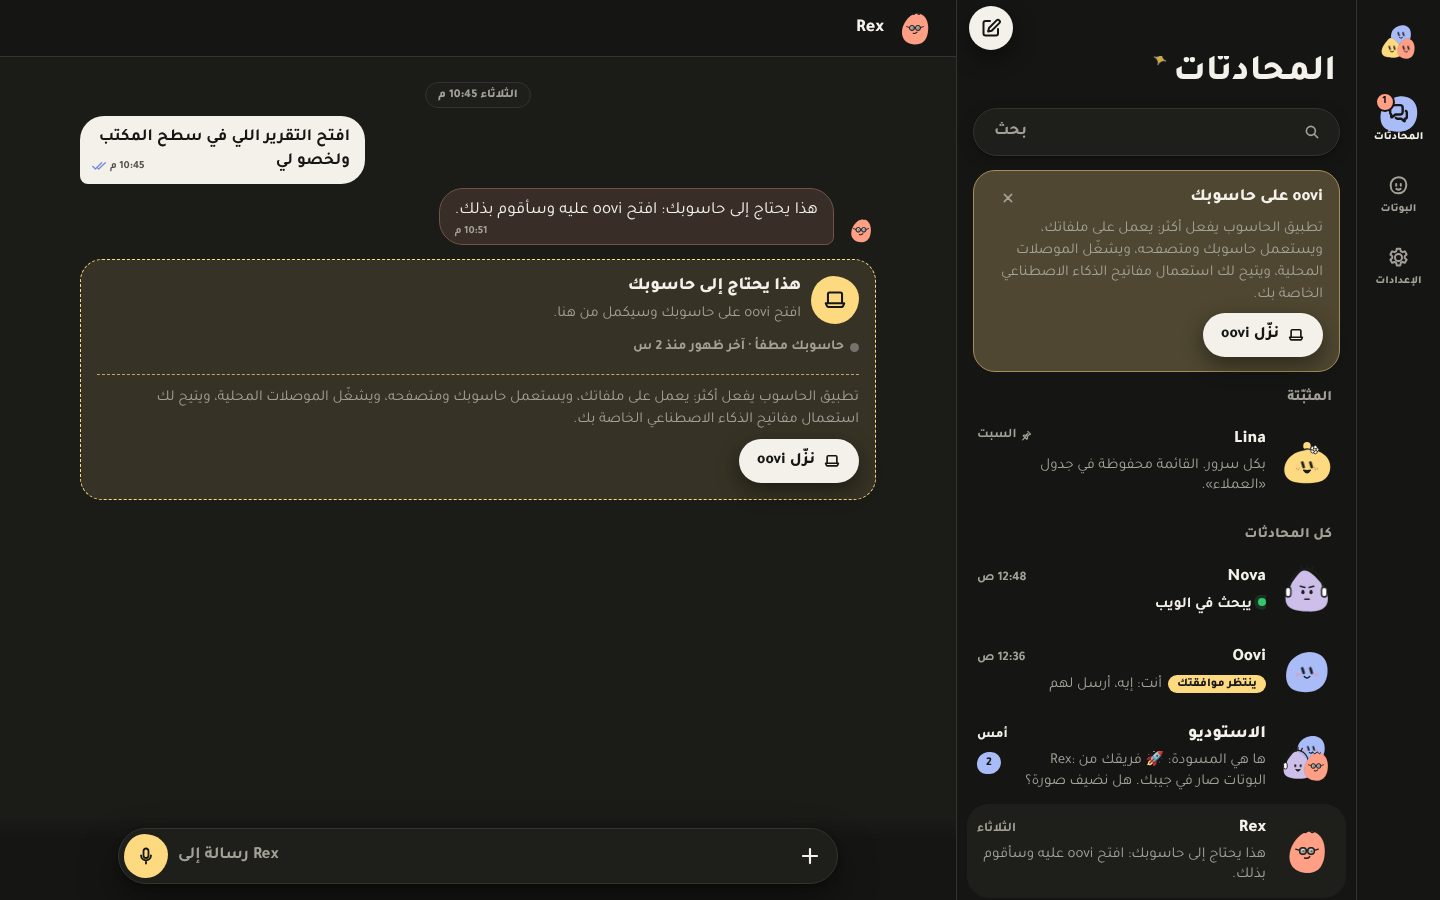 1
المحادثات
البوتات
الإعدادات
المحادثات
بحث
oovi على حاسوبك
تطبيق الحاسوب يفعل أكثر: يعمل على ملفاتك،
ويستعمل حاسوبك ومتصفحه، ويشغّل الموصلات
المحلية، ويتيح لك استعمال مفاتيح الذكاء الاصطناعي
الخاصة بك.
نزّل oovi
المثبّتة
Lina
السبت
بكل سرور. القائمة محفوظة في جدول
«العملاء».
كل المحادثات
Nova
12:48 ص
يبحث في الويب
Oovi
12:36 ص
ينتظر موافقتك
أنت: إيه، أرسل لهم
الاستوديو
أمس
Rex: ها هي المسودة: 🚀 فريقك من
البوتات صار في جيبك. هل نضيف صورة؟
2
Rex
الثلاثاء
هذا يحتاج إلى حاسوبك: افتح oovi عليه وسأقوم
بذلك.
Rex
الثلاثاء 10:45 م
افتح التقرير اللي في سطح المكتب
ولخصو لي
10:45 م
هذا يحتاج إلى حاسوبك: افتح oovi عليه وسأقوم بذلك.
10:51 م
هذا يحتاج إلى حاسوبك
افتح oovi على حاسوبك وسيكمل من هنا.
حاسوبك مطفأ · آخر ظهور منذ 2 س
تطبيق الحاسوب يفعل أكثر: يعمل على ملفاتك، ويستعمل حاسوبك ومتصفحه، ويشغّل الموصلات المحلية، ويتيح لك
استعمال مفاتيح الذكاء الاصطناعي الخاصة بك.
نزّل oovi
رسالة إلى Rex